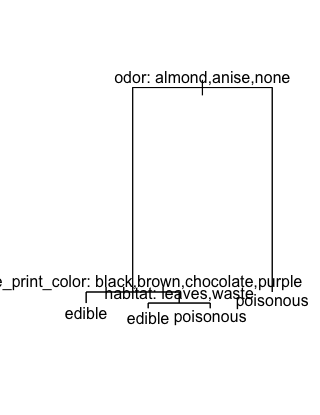 odor: almond,anise,none
e_print_color: black,brown,chocolate,purple
habitat: leaves,waste
poisonous
edible
edible
poisonous